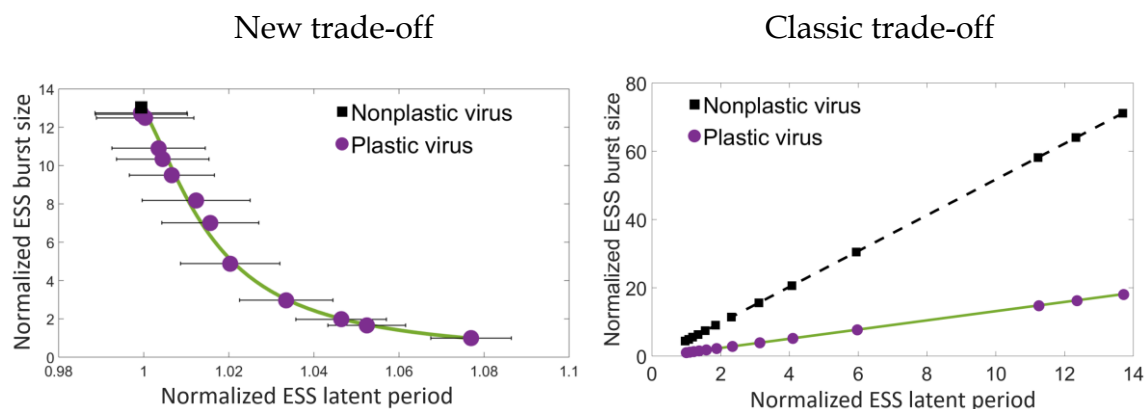 New trade-off
Classic trade-off
Normalized ESS burst size
14
12
10
8
6
4
2
0
Nonplastic virus
Plastic virus
0.98
1
1.02
1.04
1.06
1.08
1.1
Normalized ESS latent period
Normalized ESS burst size
80
60
40
20
0
Nonplastic virus
Plastic virus
0
2
4
6
8
10
12
14
Normalized ESS latent period